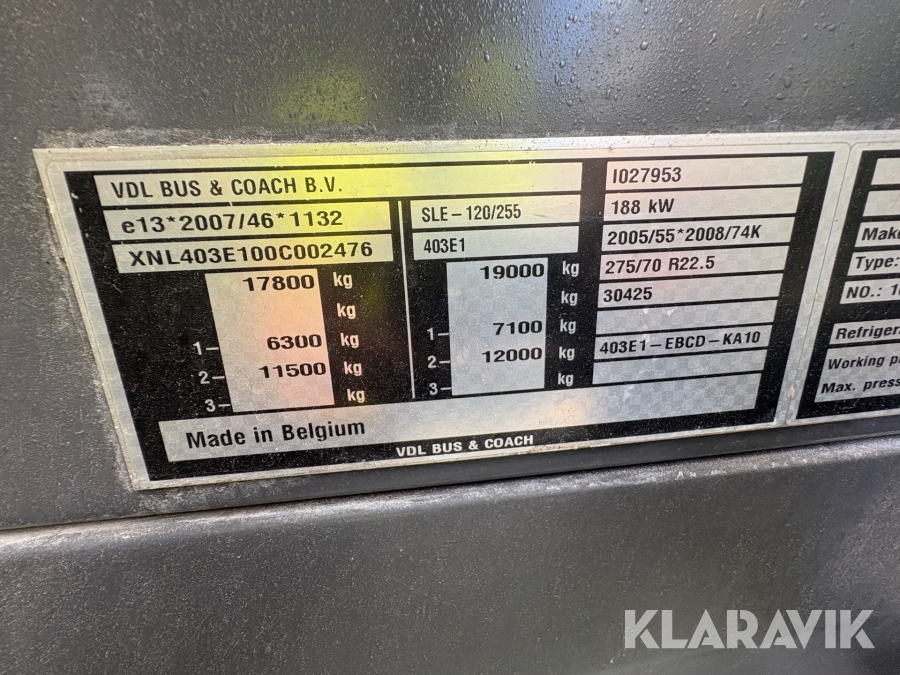 VDL BUS & COACH B.V.
e13*2007/46*1132
XNL403E100C002476
17800 kg
kg
1- 6300 kg
2- 11500 kg
3- kg
SLE-120/255
403E1
19000 kg
kg
1- 7100 kg
2- 12000 kg
3- kg
I027953
188 kW
2005/55*2008/74K
275/70 R22.5
30425
403E1-EBCD-KA10
Made in Belgium
VDL BUS & COACH
Type:
NO.:
Working
Max.
KLARAVIK